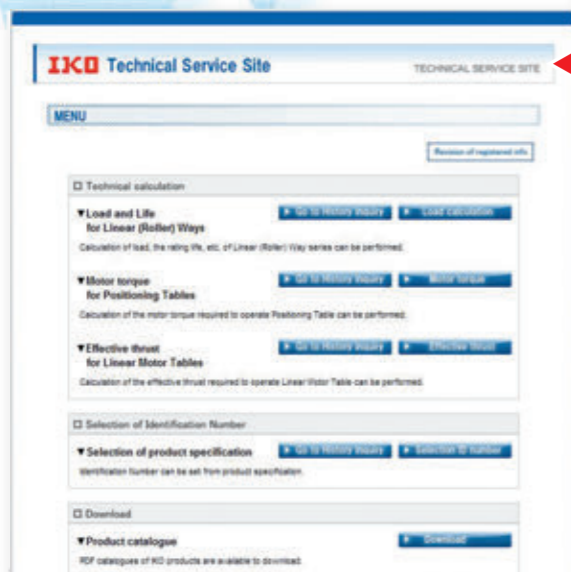 IKO Technical Service Site
TECHNICAL SERVICE SITE
MENU
Revision of registered info
Technical calculation
▼Load and Life
for Linear (Roller) Ways
Go to History inquiry
Load calculation
Calculation of load, the rating life, etc. of Linear (Roller) Way series can be performed.
▼Motor torque
for Positioning Tables
Go to History inquiry
Motor torque
Calculation of the motor torque required to operate Positioning Table can be performed.
▼Effective thrust
for Linear Motor Tables
Go to History inquiry
Effective thrust
Calculation of the effective thrust required to operate Linear Motor Table can be performed.
Selection of Identification Number
▼Selection of product specification
Go to History inquiry
Selection ID number
Identification Number can be set from product specification.
Download
▼Product catalogue
Download
PDF catalogues of IKO products are available to download.